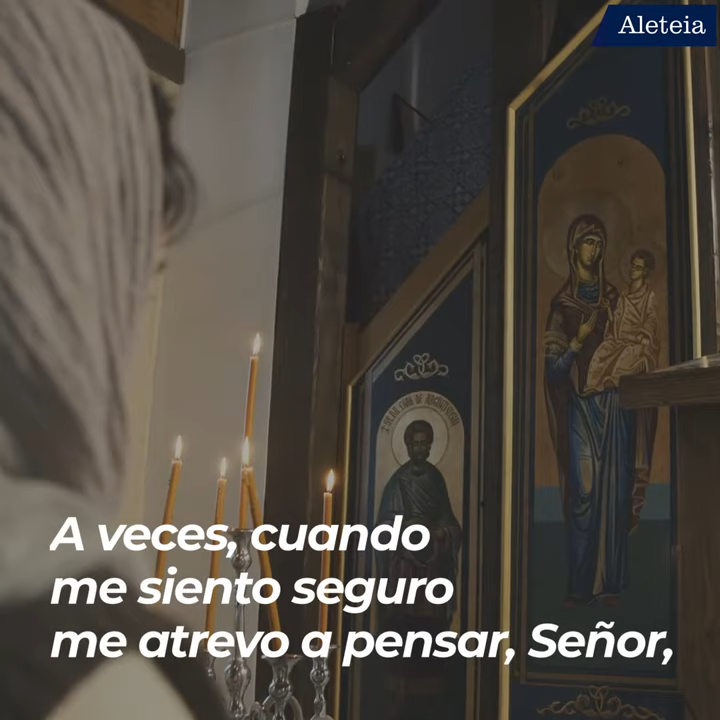 Aleteia
A veces, cuando
me siento seguro
me atrevo a pensar, Señor,